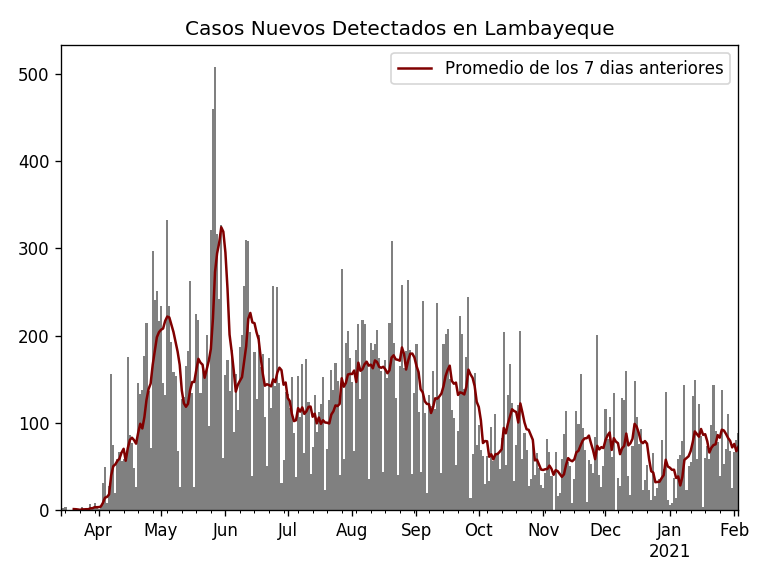 Casos Nuevos Detectados en Lambayeque
Promedio de los 7 dias anteriores
500
400
300
200
100
0
Apr May Jun Jul Aug Sep Oct Nov Dec Jan Feb
2021